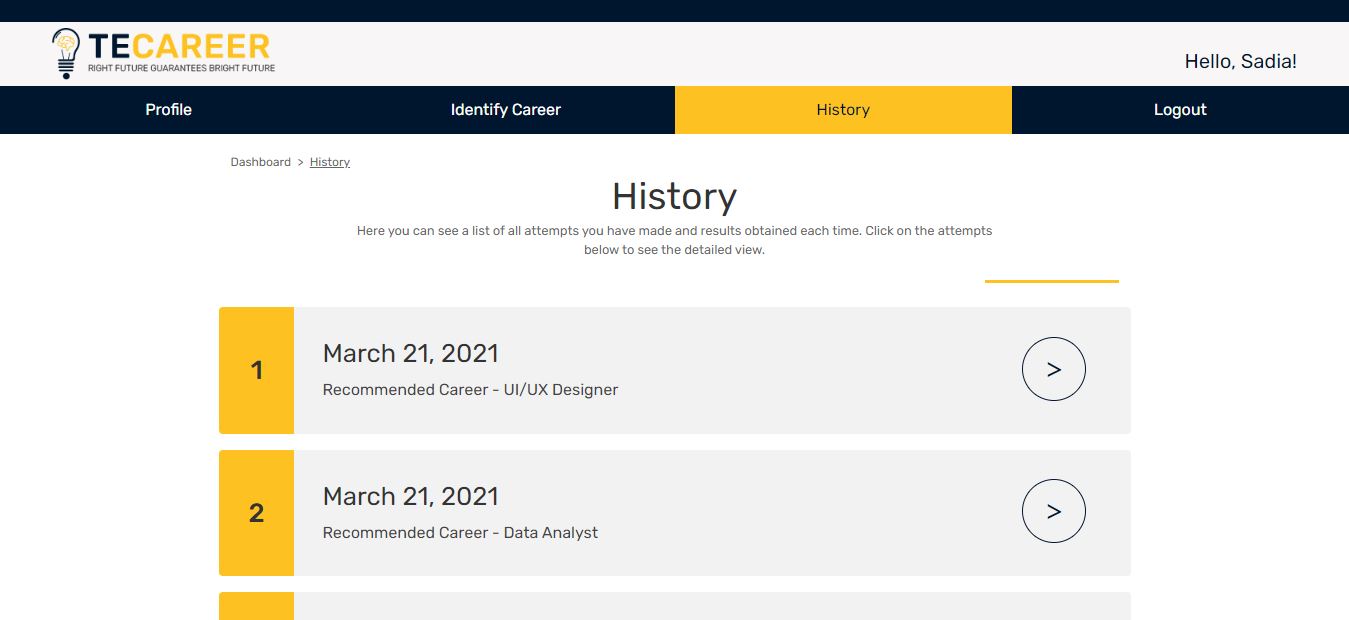 TECAREER
RIGHT FUTURE GUARANTEES BRIGHT FUTURE
Hello, Sadia!
Profile
Identify Career
History
Logout
Dashboard > History
History
Here you can see a list of all attempts you have made and results obtained each time. Click on the attempts
below to see the detailed view.
1
March 21, 2021
Recommended Career - UI/UX Designer
>
2
March 21, 2021
Recommended Career - Data Analyst
>